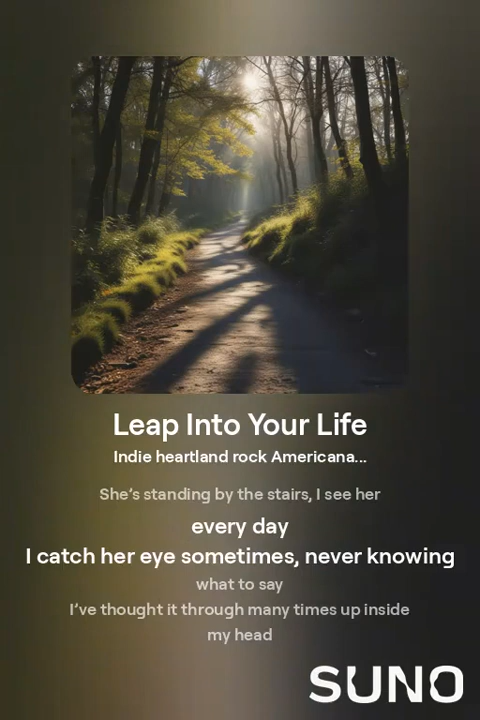 Leap Into Your Life
Indie heartland rock Americana...
She's standing by the stairs, I see her
every day
I catch her eye sometimes, never knowing
what to say
I've thought it through many times up inside
my head
SUNO